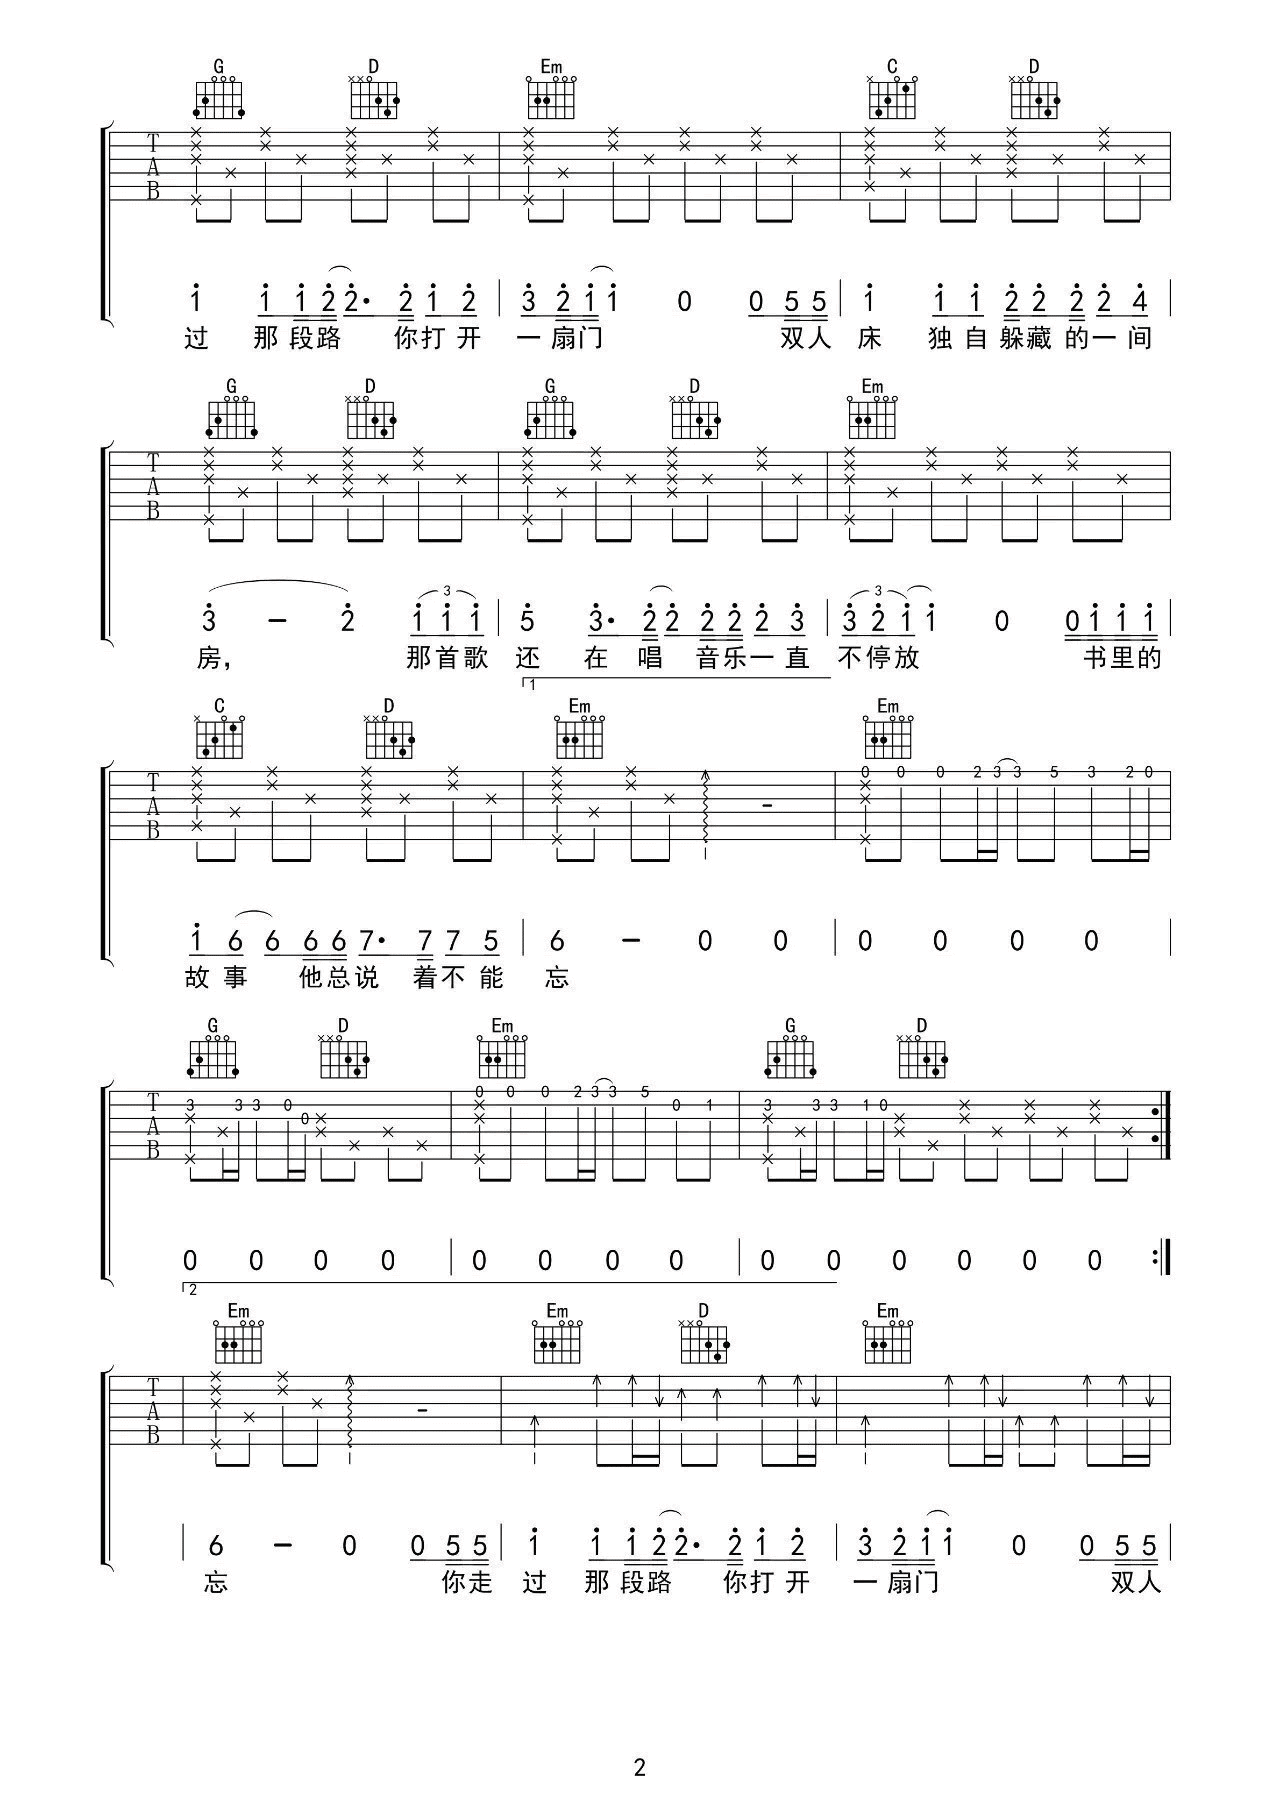 G D Em C D
T A B
1 1 1 2 2· 2 1 2 3 2 1 1 0 0 5 5 1 1 1 2 2 2 2 4
过 那段路 你打开 一扇门 双人 床 独自躲藏的一间
G D G D Em
T A B
3 3
3 – 2 1 1 1 5 3· 2 2 2 2 2 3 3 2 1 1 0 0 1 1 1
房, 那首歌 还 在 唱 音乐一直 不停放 书里的
1
C D Em Em
0 0 0 2 3 3 5 3 2 0
T A B
1 6 6 6 6 7· 7 7 5 6 – 0 0 0 0 0 0
故事 他总说 着不能 忘
G D Em G D
0 0 0 2 3 3 5
3 3 3 0 0 1 3 3 3 1 0
0
T A B
0 0 0 0 0 0 0 0 0 0 0 0 0 0
2
Em Em D Em
T A B
6 – 0 0 5 5 1 1 1 2 2· 2 1 2 3 2 1 1 0 0 5 5
忘 你走 过 那段路 你打开 一扇门 双人
2